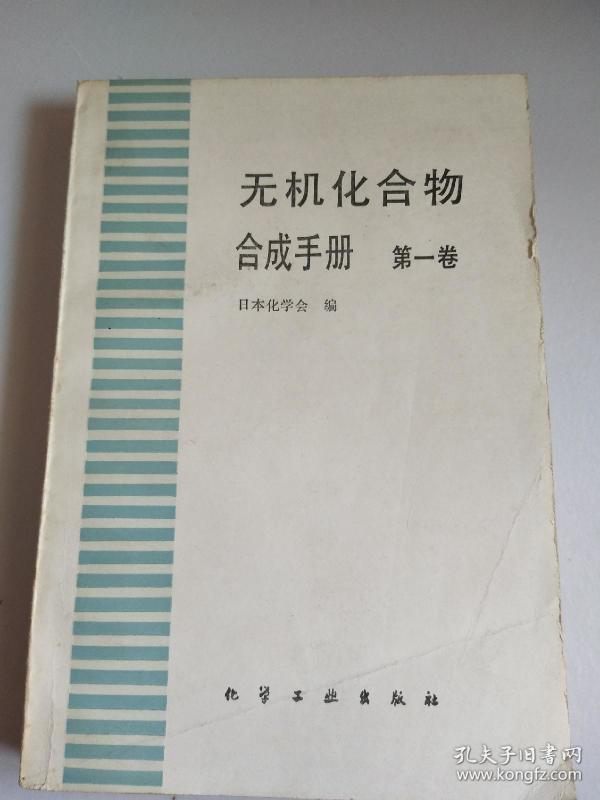 无机化合物
合成手册 第一卷
日本化学会 编
化学工业出版社
孔夫子旧书网
www.kongfz.com